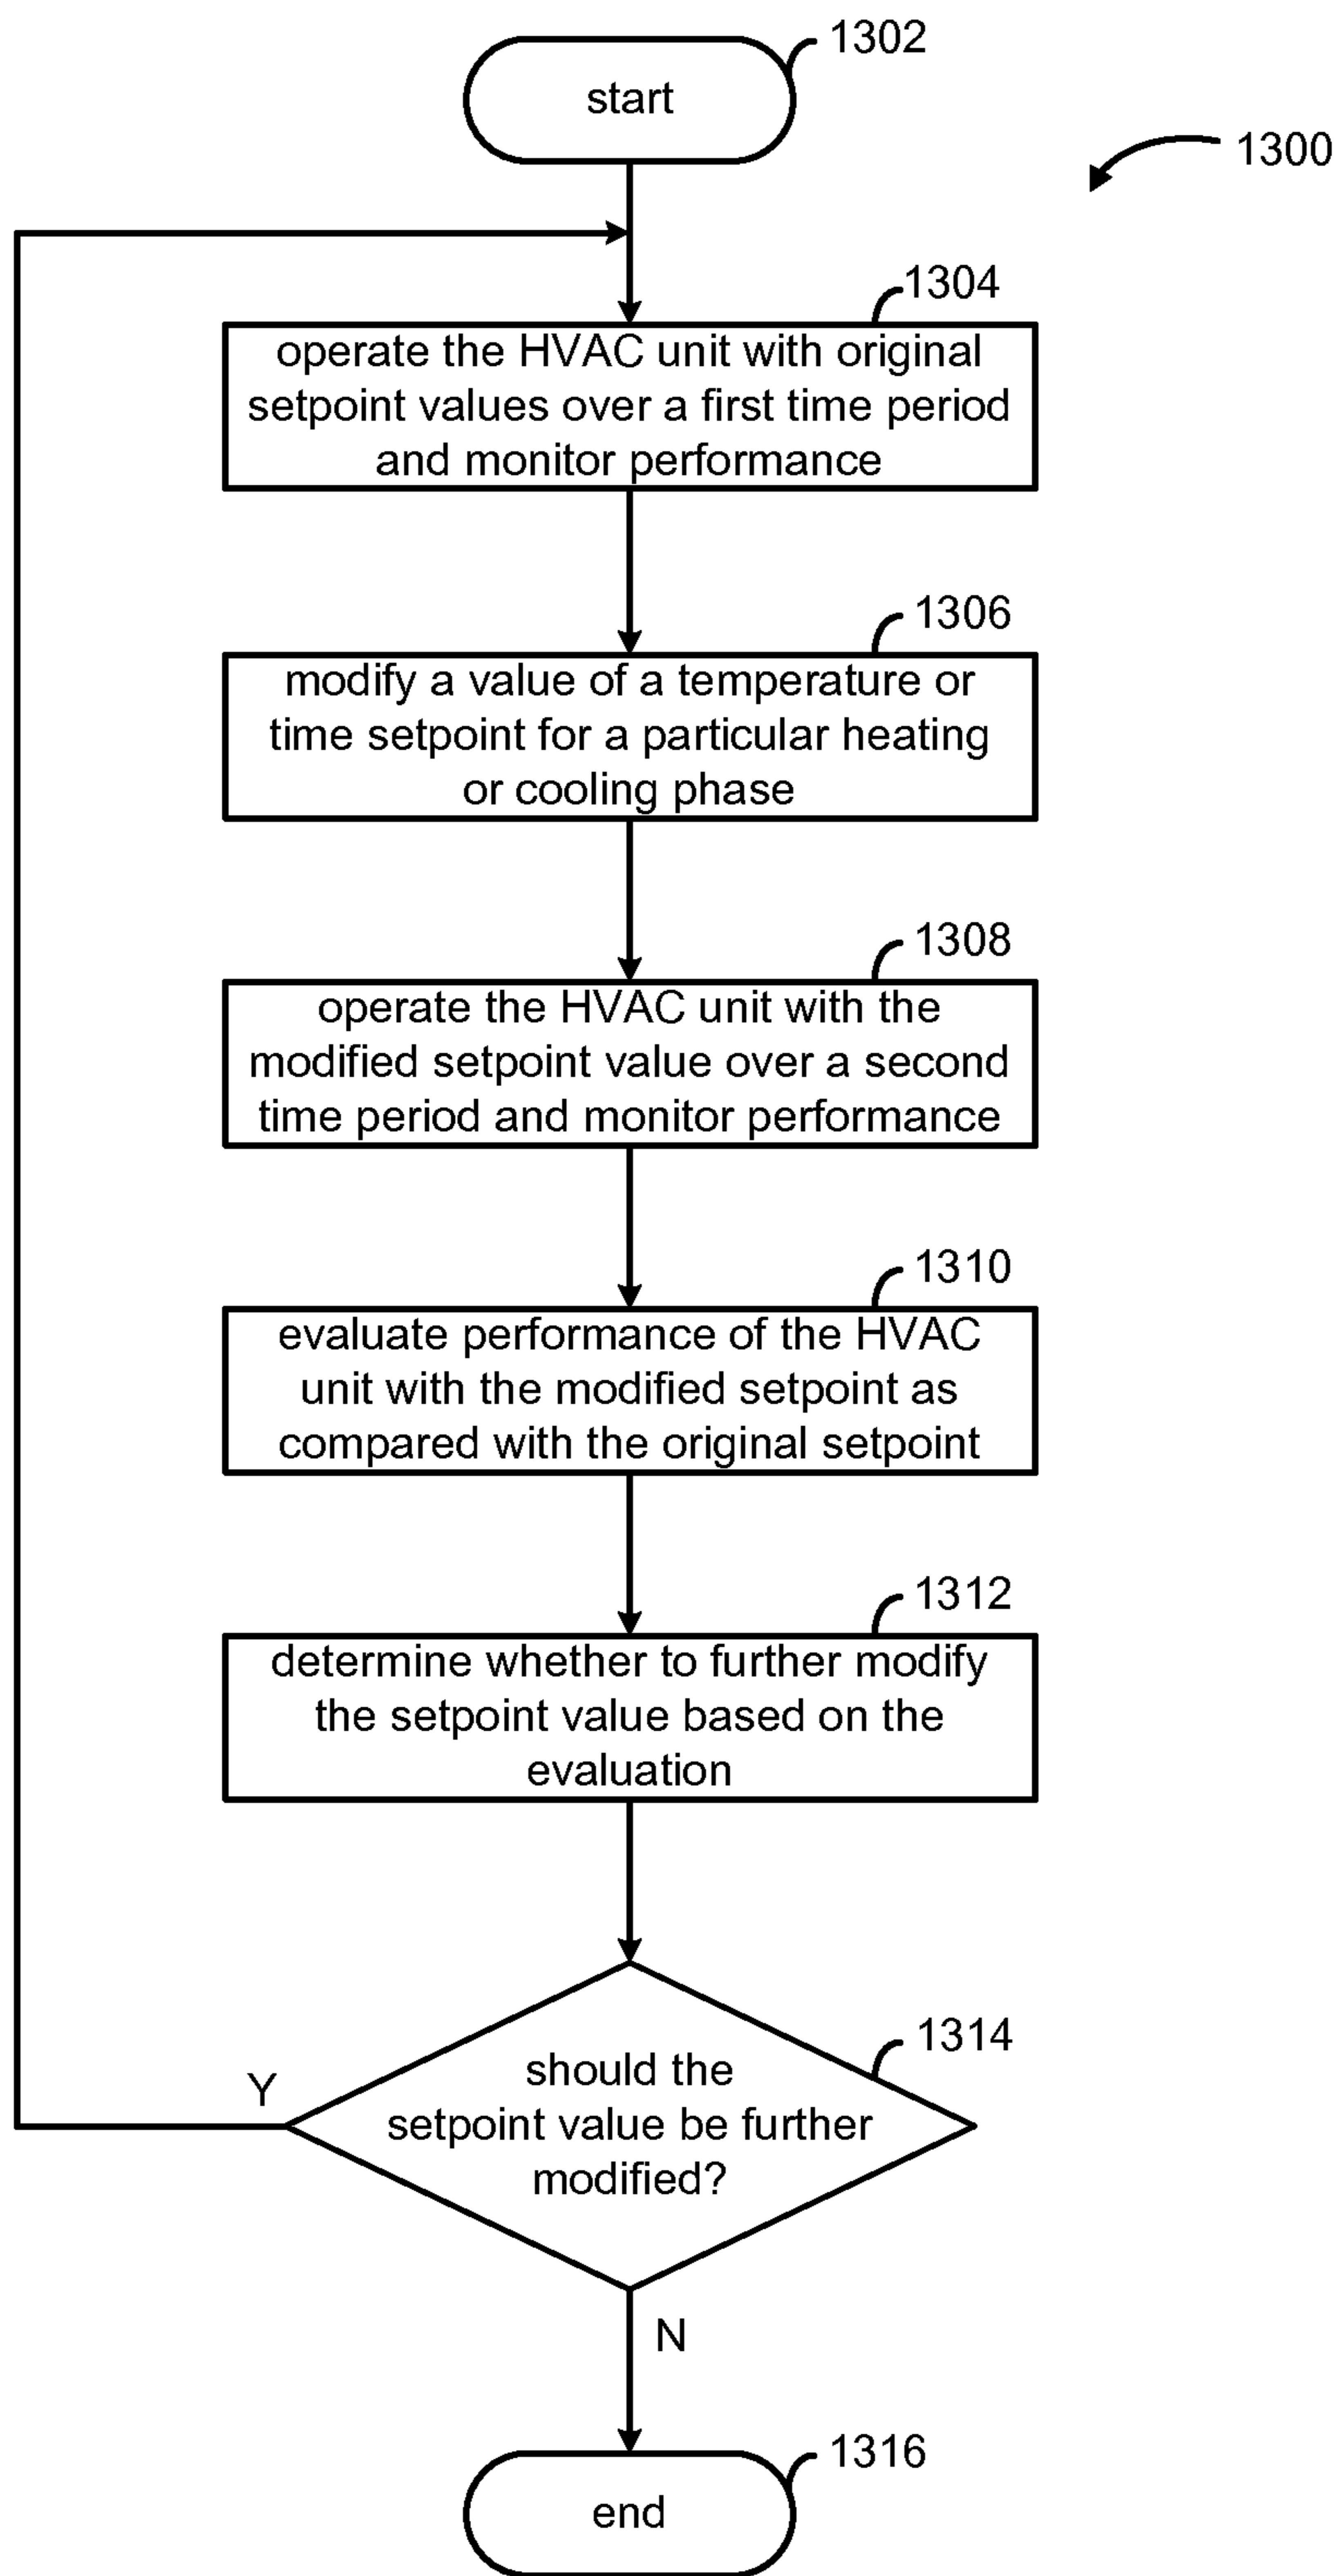 1302
start
1300
1304
operate the HVAC unit with original
setpoint values over a first time period
and monitor performance
1306
modify a value of a temperature or
time setpoint for a particular heating
or cooling phase
1308
operate the HVAC unit with the
modified setpoint value over a second
time period and monitor performance
1310
evaluate performance of the HVAC
unit with the modified setpoint as
compared with the original setpoint
1312
determine whether to further modify
the setpoint value based on the
evaluation
1314
should the
Y
setpoint value be further
modified?
N
1316
end